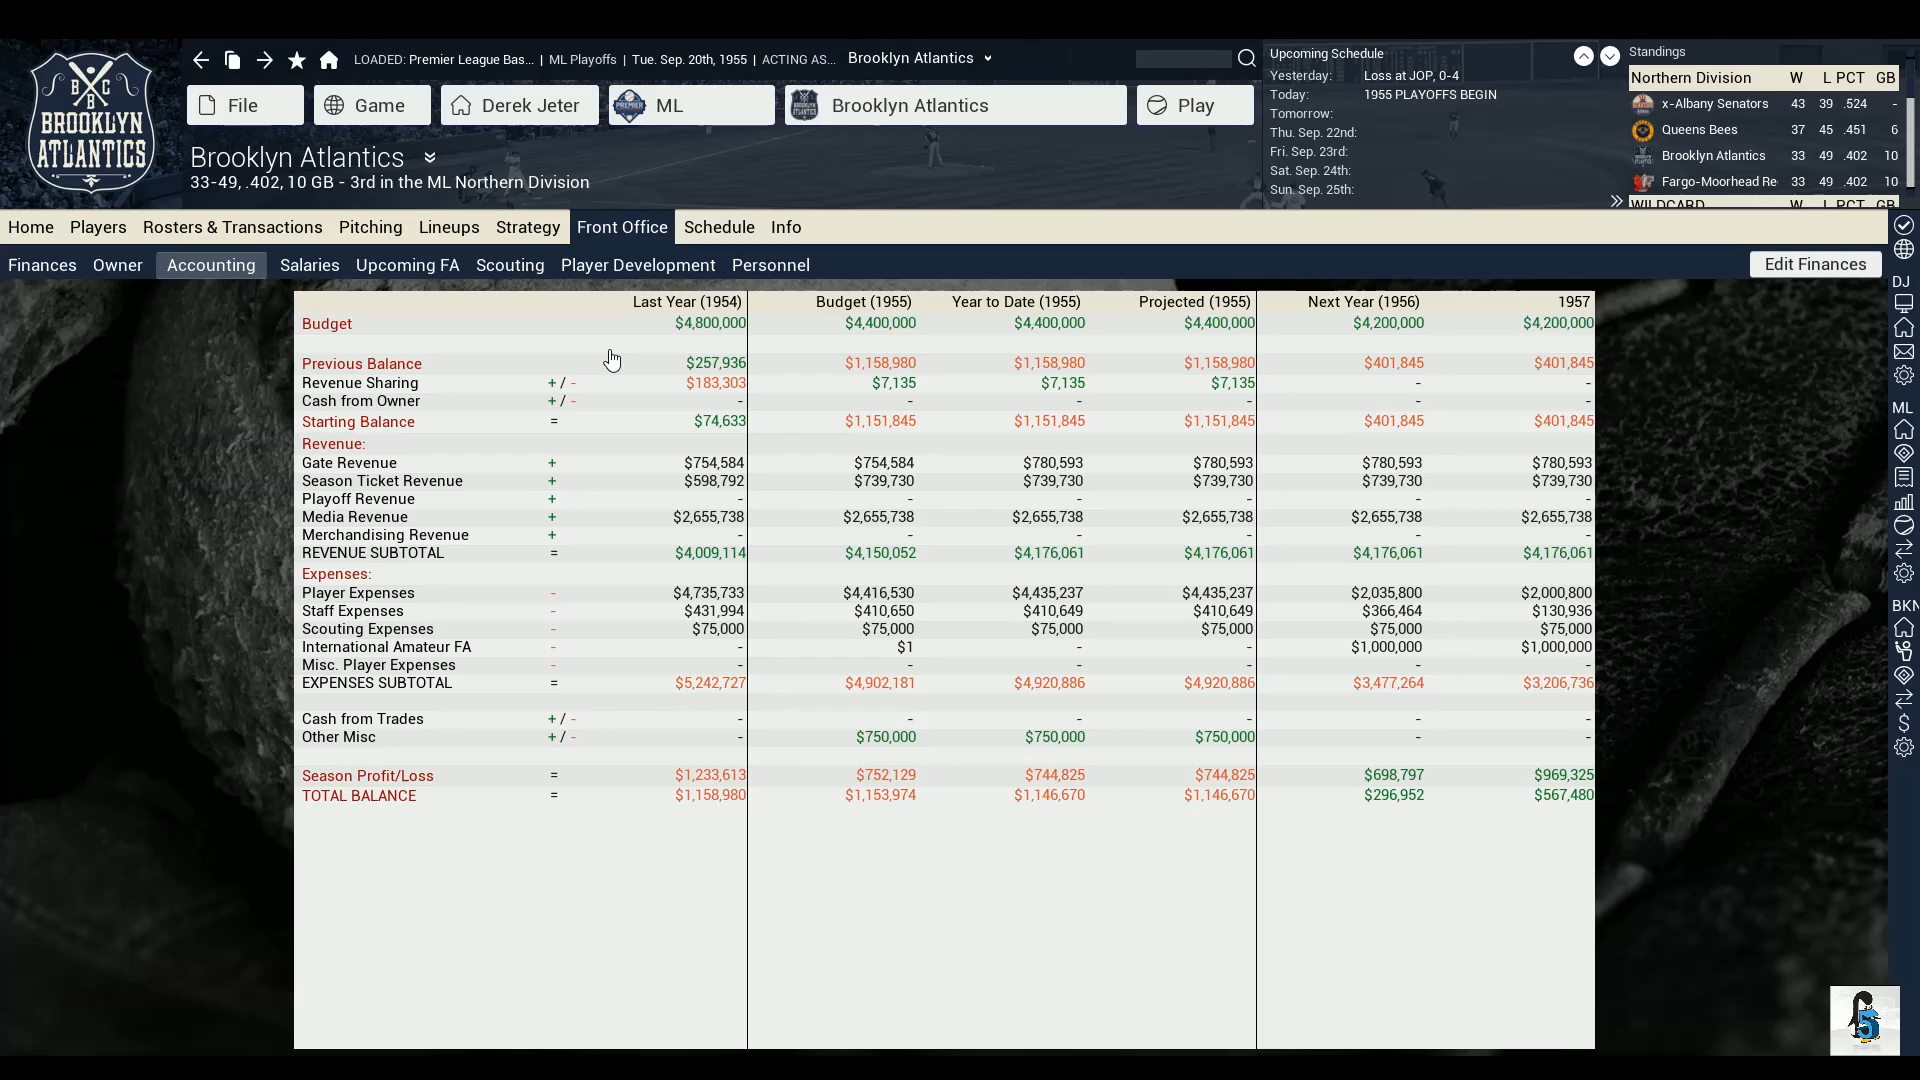 BROOKLYN
ATLANTICS
LOADED: Premier League Bas... | ML Playoffs | Tue. Sep. 20th, 1955 | ACTING AS... Brooklyn Atlantics
File Game Derek Jeter ML Brooklyn Atlantics Play
Brooklyn Atlantics
33-49, .402, 10 GB - 3rd in the ML Northern Division
Upcoming Schedule
Yesterday: Loss at JOP, 0-4
Today: 1955 PLAYOFFS BEGIN
Tomorrow:
Thu. Sep. 22nd:
Fri. Sep. 23rd:
Sat. Sep. 24th:
Sun. Sep. 25th:
Standings
Northern Division W L PCT GB
x-Albany Senators 43 39 .524 -
Queens Bees 37 45 .451 6
Brooklyn Atlantics 33 49 .402 10
Fargo-Moorhead Re 33 49 .402 10
WILDCARD W L PCT GB
Home Players Rosters & Transactions Pitching Lineups Strategy Front Office Schedule Info
Finances Owner Accounting Salaries Upcoming FA Scouting Player Development Personnel Edit Finances
Last Year (1954) Budget (1955) Year to Date (1955) Projected (1955) Next Year (1956) 1957
Budget $4,800,000 $4,400,000 $4,400,000 $4,400,000 $4,200,000 $4,200,000
Previous Balance $257,936 $1,158,980 $1,158,980 $1,158,980 $401,845 $401,845
Revenue Sharing + / - $183,303 $7,135 $7,135 $7,135 - -
Cash from Owner + / - - - - - - -
Starting Balance = $74,633 $1,151,845 $1,151,845 $1,151,845 $401,845 $401,845
Revenue:
Gate Revenue + $754,584 $754,584 $780,593 $780,593 $780,593 $780,593
Season Ticket Revenue + $598,792 $739,730 $739,730 $739,730 $739,730 $739,730
Playoff Revenue + - - - - - -
Media Revenue + $2,655,738 $2,655,738 $2,655,738 $2,655,738 $2,655,738 $2,655,738
Merchandising Revenue + - - - - - -
REVENUE SUBTOTAL = $4,009,114 $4,150,052 $4,176,061 $4,176,061 $4,176,061 $4,176,061
Expenses:
Player Expenses - $4,735,733 $4,416,530 $4,435,237 $4,435,237 $2,035,800 $2,000,800
Staff Expenses - $431,994 $410,650 $410,649 $410,649 $366,464 $130,936
Scouting Expenses - $75,000 $75,000 $75,000 $75,000 $75,000 $75,000
International Amateur FA - - $1 - - $1,000,000 $1,000,000
Misc. Player Expenses - - - - - - -
EXPENSES SUBTOTAL = $5,242,727 $4,902,181 $4,920,886 $4,920,886 $3,477,264 $3,206,736
Cash from Trades + / - - - - - - -
Other Misc + / - - $750,000 $750,000 $750,000 - -
Season Profit/Loss = $1,233,613 $752,129 $744,825 $744,825 $698,797 $969,325
TOTAL BALANCE = $1,158,980 $1,153,974 $1,146,670 $1,146,670 $296,952 $567,480
DJ
ML
BKN